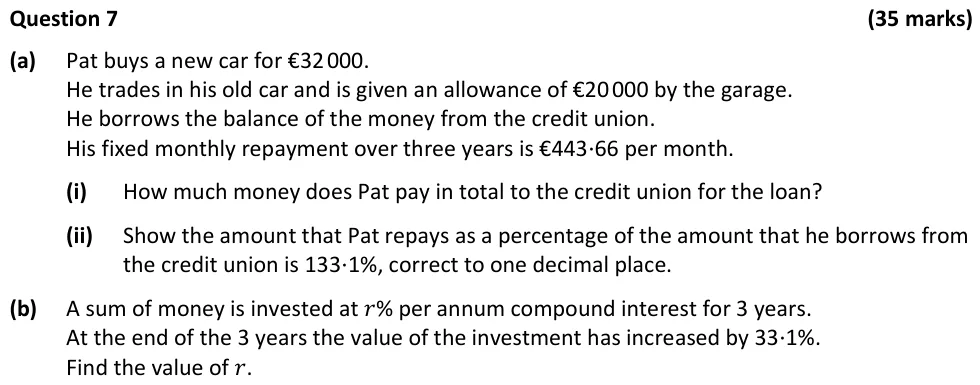 Question 7 (35 marks)
(a) Pat buys a new car for €32 000.
He trades in his old car and is given an allowance of €20 000 by the garage.
He borrows the balance of the money from the credit union.
His fixed monthly repayment over three years is €443·66 per month.
(i) How much money does Pat pay in total to the credit union for the loan?
(ii) Show the amount that Pat repays as a percentage of the amount that he borrows from
the credit union is 133·1%, correct to one decimal place.
(b) A sum of money is invested at r% per annum compound interest for 3 years.
At the end of the 3 years the value of the investment has increased by 33·1%.
Find the value of r.